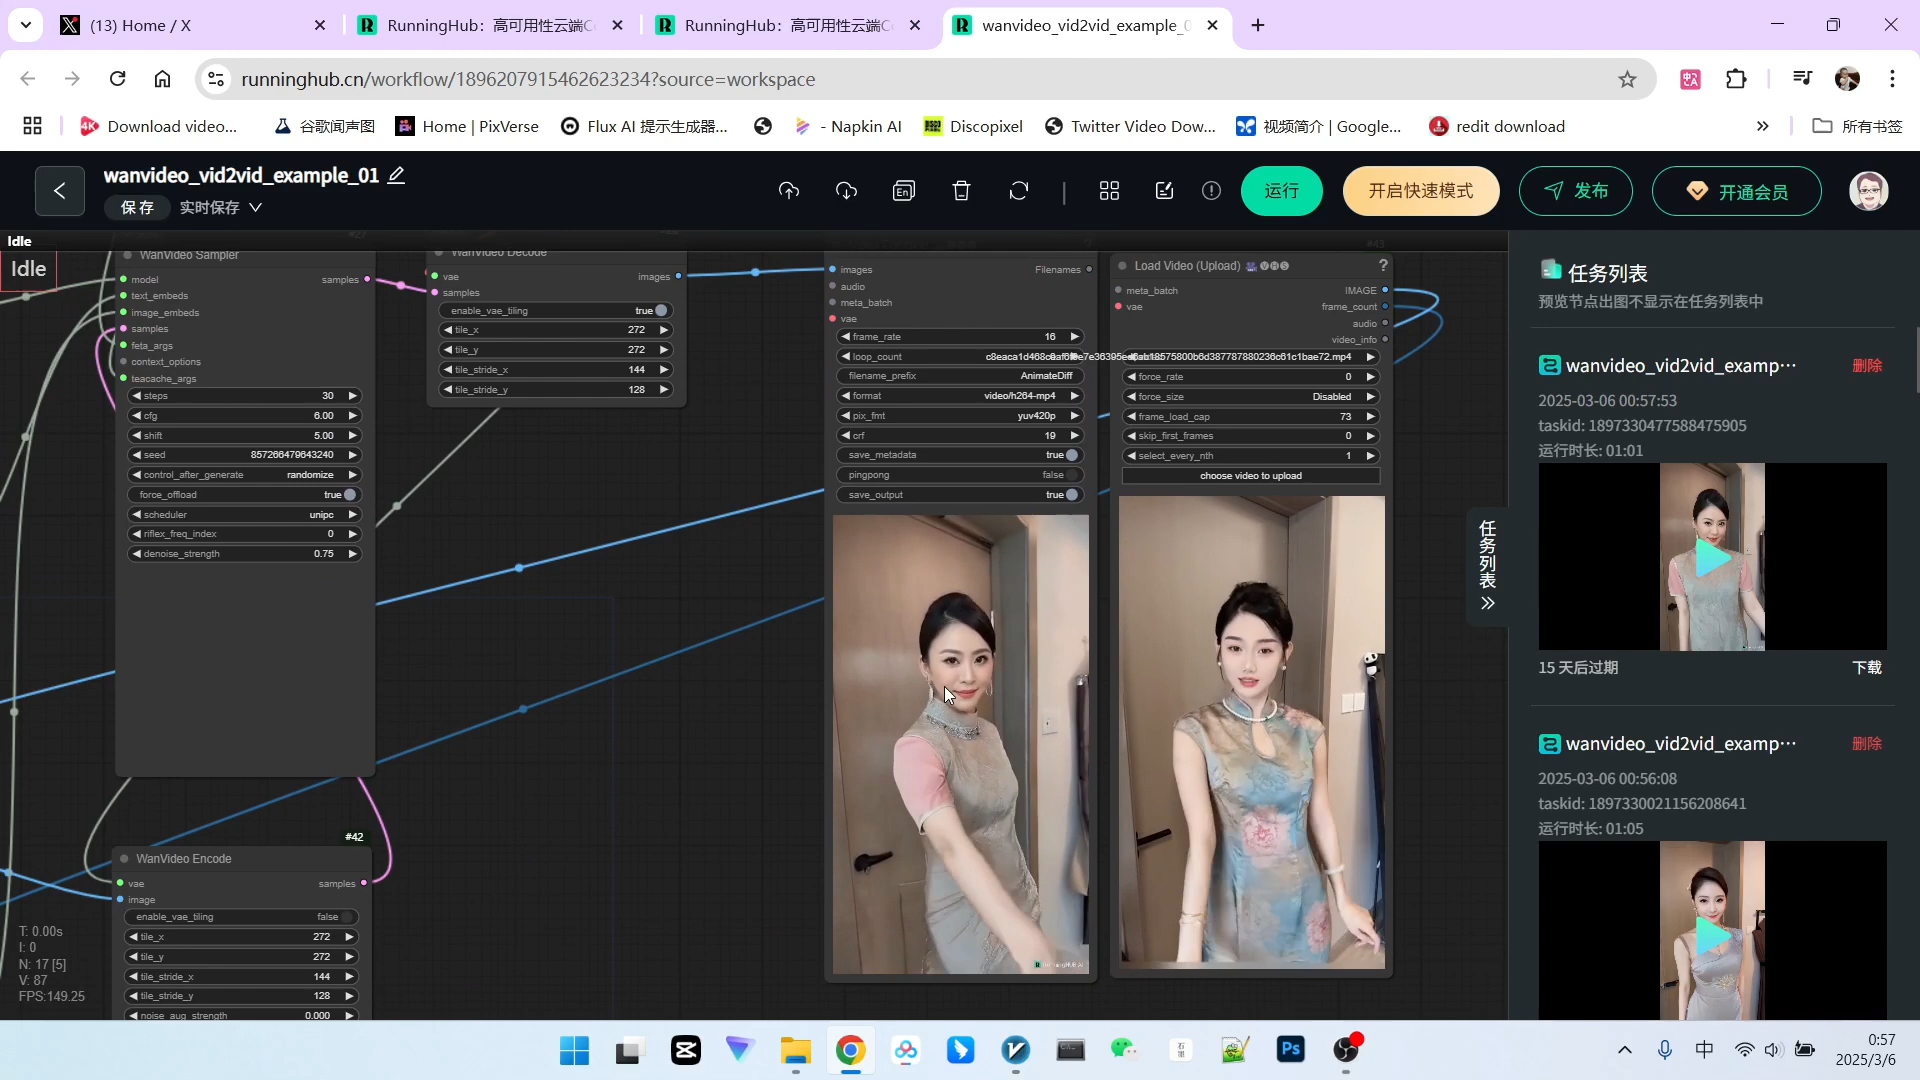 (13) Home / X
RunningHub：高可用性云端C
RunningHub：高可用性云端C
wanvideo_vid2vid_example_0
runninghub.cn/workflow/1896207915462623234?source=workspace
Download video...
谷歌闻声图
Home | PixVerse
Flux AI 提示生成器...
- Napkin AI
Discopixel
Twitter Video Dow...
视频简介 | Google...
redit download
所有书签
wanvideo_vid2vid_example_01
保存
实时保存
运行
开启快速模式
发布
开通会员
Idle
Idle
WanVideo Sampler
model
samples
text_embeds
image_embeds
samples
feta_args
context_options
teacache_args
steps 30
cfg 6.00
shift 5.00
seed 857266479643240
control_after_generate randomize
force_offload true
scheduler unipc
riflex_freq_index 0
denoise_strength 0.75
WanVideo Decode
vae images
samples
enable_vae_tiling true
tile_x 272
tile_y 272
tile_stride_x 144
tile_stride_y 128
images Filenames
audio
meta_batch
vae
frame_rate 16
loop_count
filename_prefix AnimateDiff
format video/h264-mp4
pix_fmt yuv420p
crf 19
save_metadata true
pingpong false
save_output true
#43
Load Video (Upload)
?
meta_batch IMAGE
vae frame_count
audio
video_info
force_rate 0
force_size Disabled
frame_load_cap 73
skip_first_frames 0
select_every_nth 1
choose video to upload
#42
WanVideo Encode
vae samples
image
enable_vae_tiling false
tile_x 272
tile_y 272
tile_stride_x 144
tile_stride_y 128
noise_aug_strength 0.000
T: 0.00s
I: 0
N: 17 [5]
V: 87
FPS:149.25
任务列表
任务列表
预览节点出图不显示在任务列表中
wanvideo_vid2vid_examp···
删除
2025-03-06 00:57:53
taskid: 1897330477588475905
运行时长: 01:01
15 天后过期
下载
wanvideo_vid2vid_examp···
删除
2025-03-06 00:56:08
taskid: 1897330021156208641
运行时长: 01:05
Ps
中
0:57
2025/3/6